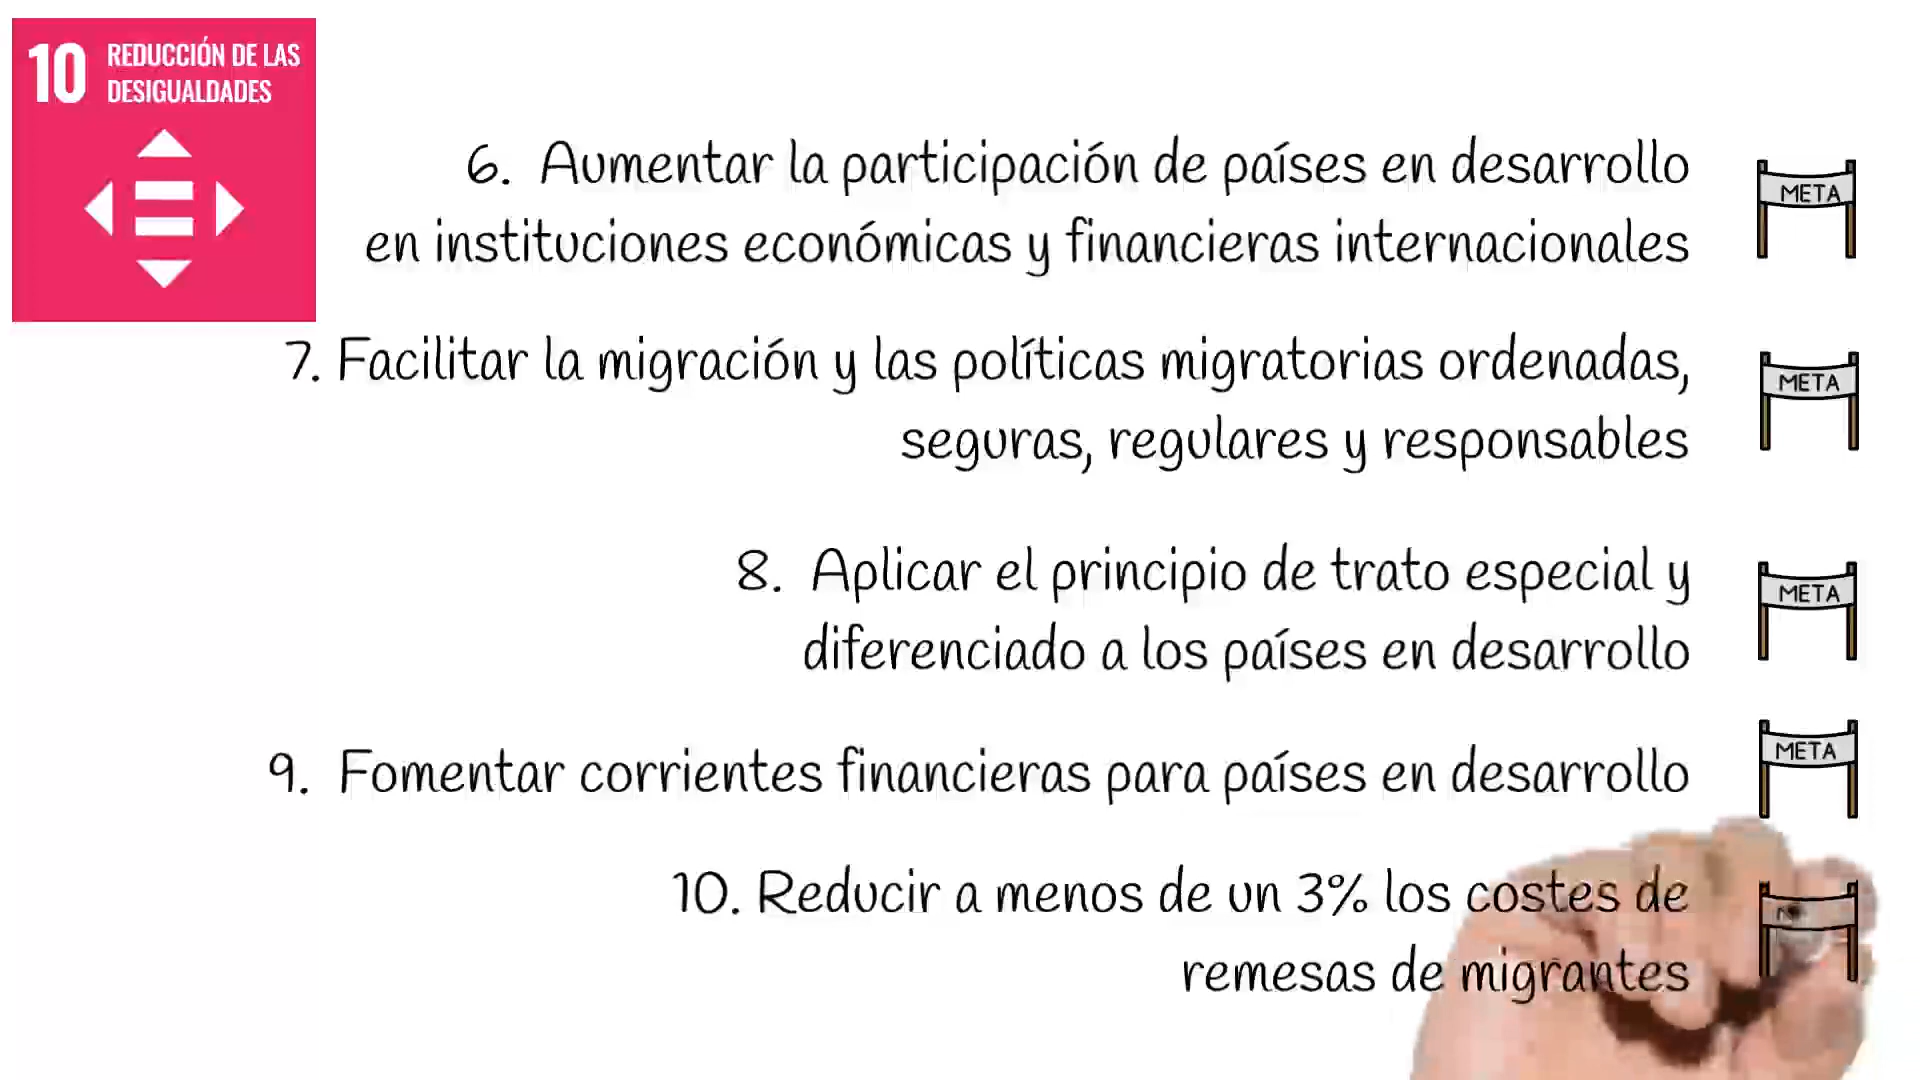 10 REDUCCIÓN DE LAS
DESIGUALDADES
6. Aumentar la participación de países en desarrollo
en instituciones económicas y financieras internacionales
META
7. Facilitar la migración y las políticas migratorias ordenadas,
seguras, regulares y responsables
META
8. Aplicar el principio de trato especial y
diferenciado a los países en desarrollo
META
9. Fomentar corrientes financieras para países en desarrollo
META
10. Reducir a menos de un 3% los costes de
remesas de migrantes